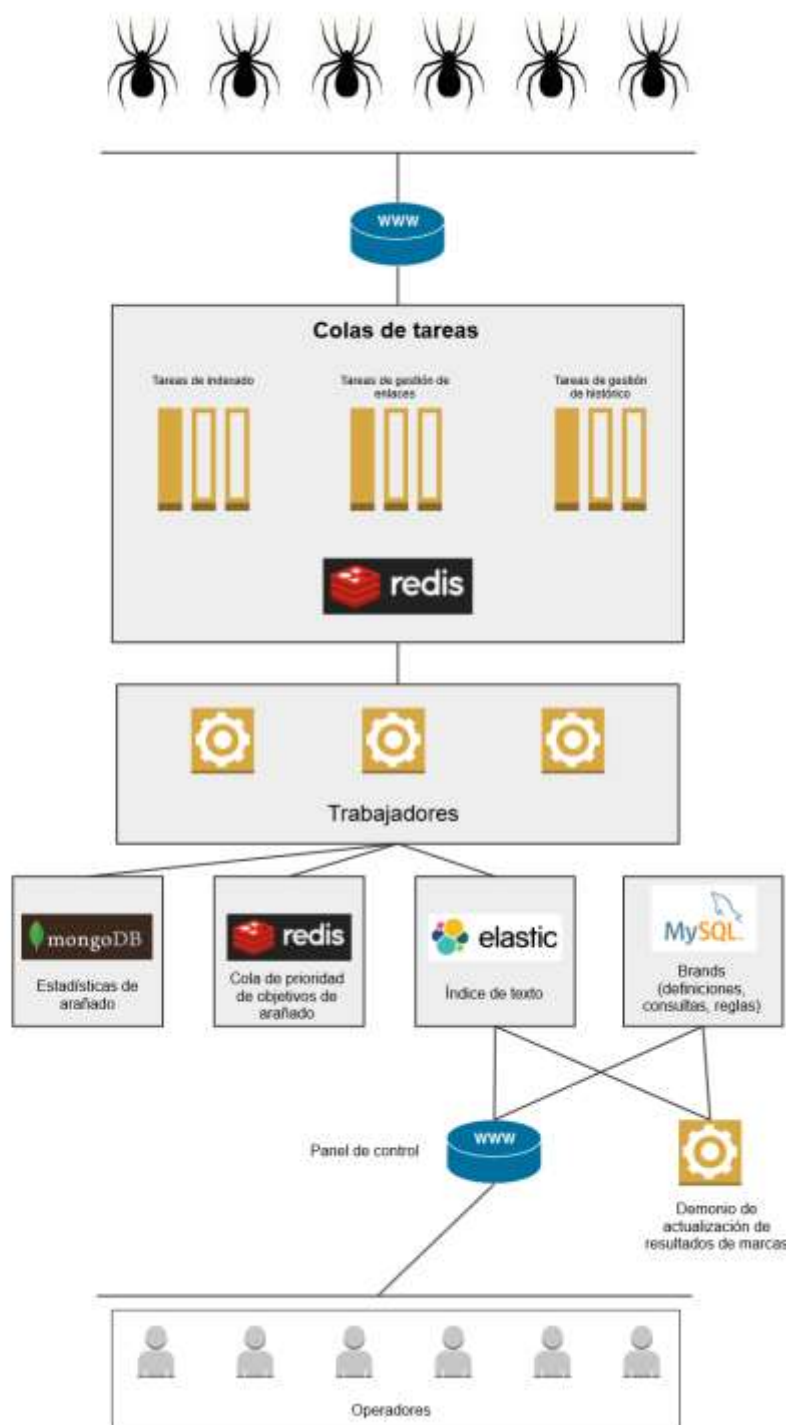 www
Colas de tareas
Tareas de indexado
Tareas de gestión de
enlaces
Tareas de gestión
de histórico
redis
Trabajadores
mongoDB
Estadísticas de
arañado
redis
Cola de prioridad
de objetivos de
arañado
elastic
Índice de texto
MySQL
Brands
(definiciones,
consultas, reglas)
Panel de control
www
Demonio de
actualización de
resultados de marcas
Operadores